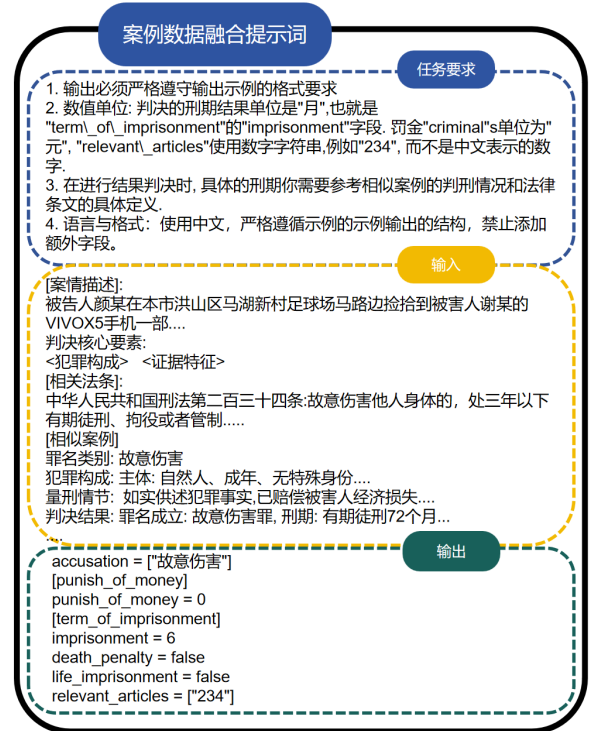 案例数据融合提示词
任务要求
1. 输出必须严格遵守输出示例的格式要求
2. 数值单位: 判决的刑期结果单位是"月",也就是
"term\_of\_imprisonment"的"imprisonment"字段. 罚金"criminal"s单位为"
元", "relevant\_articles"使用数字字符串,例如"234", 而不是中文表示的数
字.
3. 在进行结果判决时, 具体的刑期你需要参考相似案例的判刑情况和法律
条文的具体定义.
4. 语言与格式：使用中文，严格遵循示例的示例输出的结构，禁止添加
额外字段。
输入
[案情描述]:
被告人颜某在本市洪山区马湖新村足球场马路边捡拾到被害人谢某的
VIVOX5手机一部....
判决核心要素:
<犯罪构成> <证据特征>
[相关法条]:
中华人民共和国刑法第二百三十四条:故意伤害他人身体的，处三年以下
有期徒刑、拘役或者管制.....
[相似案例]
罪名类别: 故意伤害
犯罪构成: 主体: 自然人、成年、无特殊身份....
量刑情节: 如实供述犯罪事实,已赔偿被害人经济损失....
判决结果: 罪名成立: 故意伤害罪, 刑期: 有期徒刑72个月...
....
输出
accusation = ["故意伤害"]
[punish_of_money]
punish_of_money = 0
[term_of_imprisonment]
imprisonment = 6
death_penalty = false
life_imprisonment = false
relevant_articles = ["234"]